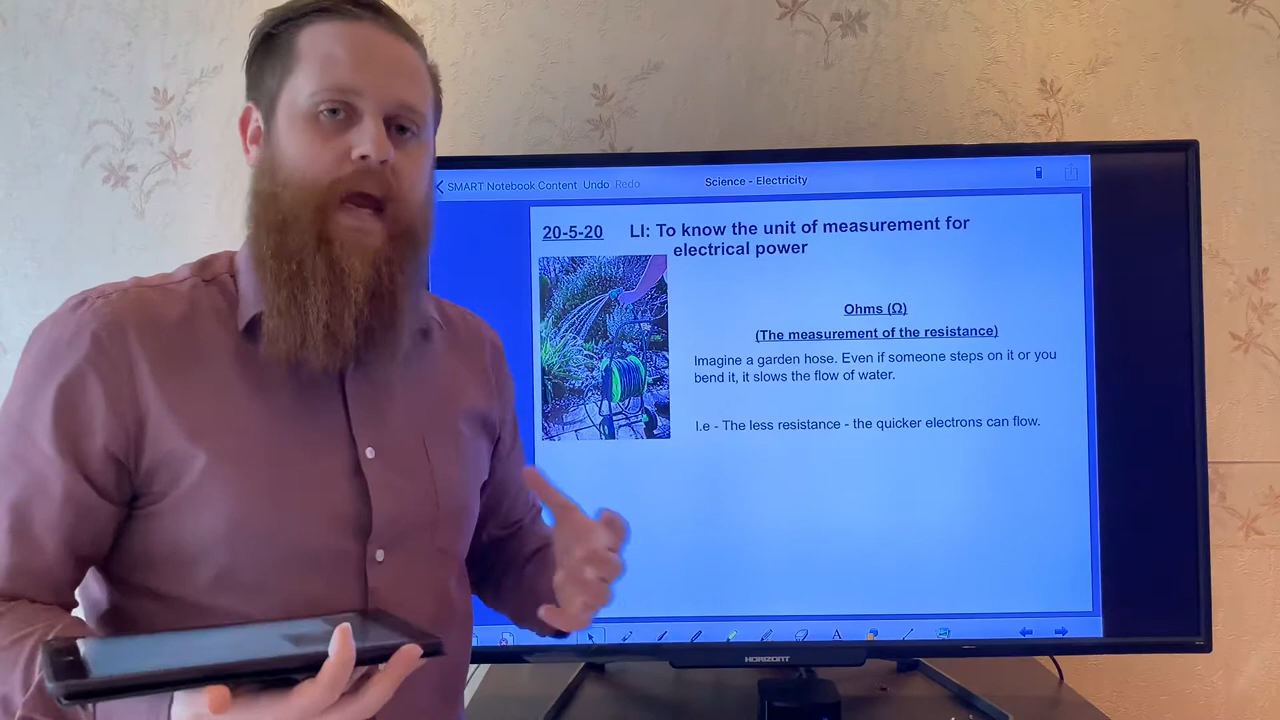 SMART Notebook Content Undo Redo
Science - Electricity
20-5-20 LI: To know the unit of measurement for
electrical power
Ohms (Ω)
(The measurement of the resistance)
Imagine a garden hose. Even if someone steps on it or you
bend it, it slows the flow of water.
I.e - The less resistance - the quicker electrons can flow.
A
HORIZONT